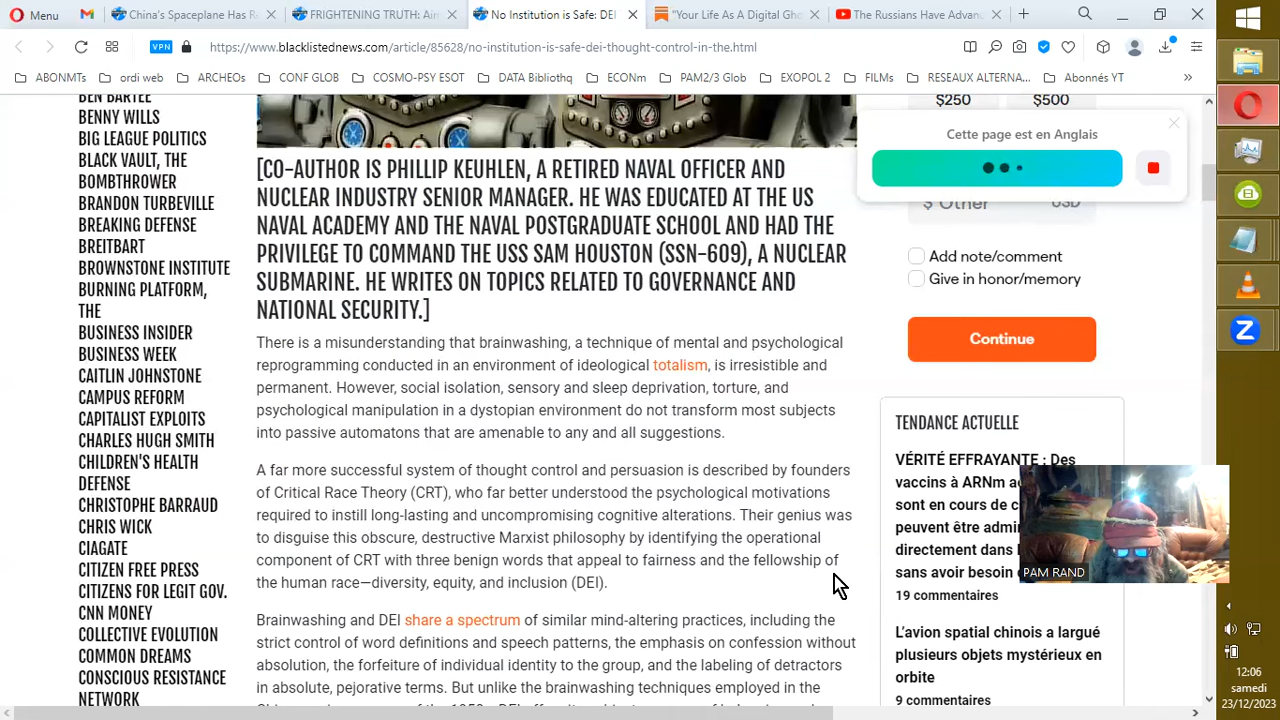 Menu
China's Spaceplane Has R
FRIGHTENING TRUTH: Air
No Institution is Safe: DEI
"Your Life As A Digital Gho
The Russians Have Advan
VPN
https://www.blacklistednews.com/article/85628/no-institution-is-safe-dei-thought-control-in-the.html
ABONMTs
ordi web
ARCHEOs
CONF GLOB
COSMO-PSY ESOT
DATA Bibliothq
ECONm
PAM2/3 Glob
EXOPOL 2
FILMs
RESEAUX ALTERNA...
Abonnés YT
»
BEN BARTEE
BENNY WILLS
BIG LEAGUE POLITICS
BLACK VAULT, THE
BOMBTHROWER
BRANDON TURBEVILLE
BREAKING DEFENSE
BREITBART
BROWNSTONE INSTITUTE
BURNING PLATFORM,
THE
BUSINESS INSIDER
BUSINESS WEEK
CAITLIN JOHNSTONE
CAMPUS REFORM
CAPITALIST EXPLOITS
CHARLES HUGH SMITH
CHILDREN'S HEALTH
DEFENSE
CHRISTOPHE BARRAUD
CHRIS WICK
CIAGATE
CITIZEN FREE PRESS
CITIZENS FOR LEGIT GOV.
CNN MONEY
COLLECTIVE EVOLUTION
COMMON DREAMS
CONSCIOUS RESISTANCE
NETWORK
[CO-AUTHOR IS PHILLIP KEUHLEN, A RETIRED NAVAL OFFICER AND
NUCLEAR INDUSTRY SENIOR MANAGER. HE WAS EDUCATED AT THE US
NAVAL ACADEMY AND THE NAVAL POSTGRADUATE SCHOOL AND HAD THE
PRIVILEGE TO COMMAND THE USS SAM HOUSTON (SSN-609), A NUCLEAR
SUBMARINE. HE WRITES ON TOPICS RELATED TO GOVERNANCE AND
NATIONAL SECURITY.]
There is a misunderstanding that brainwashing, a technique of mental and psychological
reprogramming conducted in an environment of ideological totalism, is irresistible and
permanent. However, social isolation, sensory and sleep deprivation, torture, and
psychological manipulation in a dystopian environment do not transform most subjects
into passive automatons that are amenable to any and all suggestions.
A far more successful system of thought control and persuasion is described by founders
of Critical Race Theory (CRT), who far better understood the psychological motivations
required to instill long-lasting and uncompromising cognitive alterations. Their genius was
to disguise this obscure, destructive Marxist philosophy by identifying the operational
component of CRT with three benign words that appeal to fairness and the fellowship of
the human race—diversity, equity, and inclusion (DEI).
Brainwashing and DEI share a spectrum of similar mind-altering practices, including the
strict control of word definitions and speech patterns, the emphasis on confession without
absolution, the forfeiture of individual identity to the group, and the labeling of detractors
in absolute, pejorative terms. But unlike the brainwashing techniques employed in the
$250
$500
Cette page est en Anglais
$ Other
USD
Add note/comment
Give in honor/memory
Continue
TENDANCE ACTUELLE
VÉRITÉ EFFRAYANTE : Des
vaccins à ARNm a
sont en cours de c
peuvent être admi
directement dans l
sans avoir besoin
19 commentaires
L'avion spatial chinois a largué
plusieurs objets mystérieux en
orbite
9 commentaires
PAM RAND
Z
12:06
samedi
23/12/2023